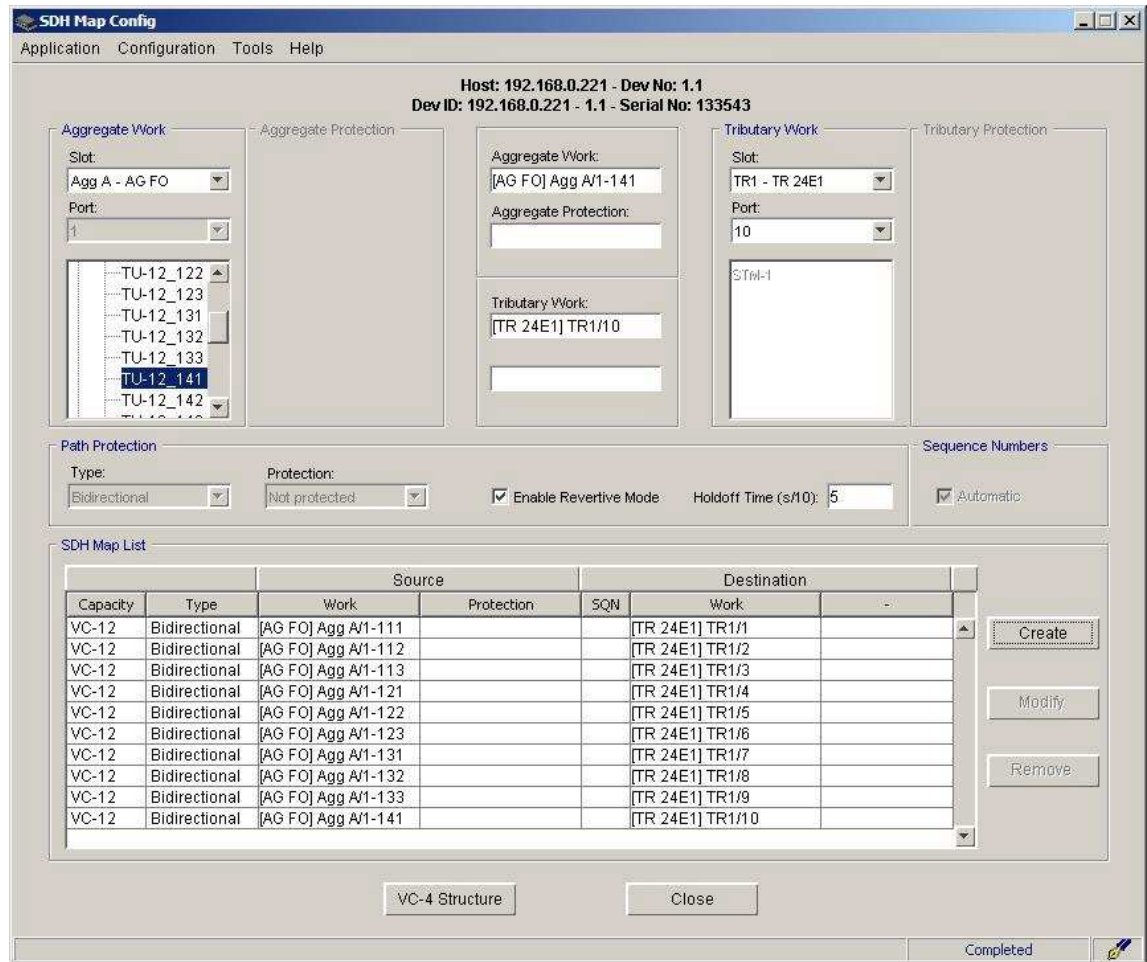 SDH Map Config
Application Configuration Tools Help
Host: 192.168.0.221 - Dev No: 1.1
Dev ID: 192.168.0.221 - 1.1 - Serial No: 133543
Aggregate Work
Slot:
Agg A - AG FO
Port:
1
TU-12_122
TU-12_123
TU-12_131
TU-12_132
TU-12_133
TU-12_141
TU-12_142
Aggregate Protection
Aggregate Work:
[AG FO] Agg A/1-141
Aggregate Protection:
Tributary Work:
[TR 24E1] TR1/10
Tributary Work
Slot:
TR1 - TR 24E1
Port:
10
STM-1
Tributary Protection
Path Protection
Type:
Bidirectional
Protection:
Not protected
Enable Revertive Mode
Holdoff Time (s/10): 5
Sequence Numbers
Automatic
SDH Map List
Source Destination
Capacity Type Work Protection SQN Work -
VC-12 Bidirectional [AG FO] Agg A/1-111 [TR 24E1] TR1/1
VC-12 Bidirectional [AG FO] Agg A/1-112 [TR 24E1] TR1/2
VC-12 Bidirectional [AG FO] Agg A/1-113 [TR 24E1] TR1/3
VC-12 Bidirectional [AG FO] Agg A/1-121 [TR 24E1] TR1/4
VC-12 Bidirectional [AG FO] Agg A/1-122 [TR 24E1] TR1/5
VC-12 Bidirectional [AG FO] Agg A/1-123 [TR 24E1] TR1/6
VC-12 Bidirectional [AG FO] Agg A/1-131 [TR 24E1] TR1/7
VC-12 Bidirectional [AG FO] Agg A/1-132 [TR 24E1] TR1/8
VC-12 Bidirectional [AG FO] Agg A/1-133 [TR 24E1] TR1/9
VC-12 Bidirectional [AG FO] Agg A/1-141 [TR 24E1] TR1/10
Create
Modify
Remove
VC-4 Structure
Close
Completed